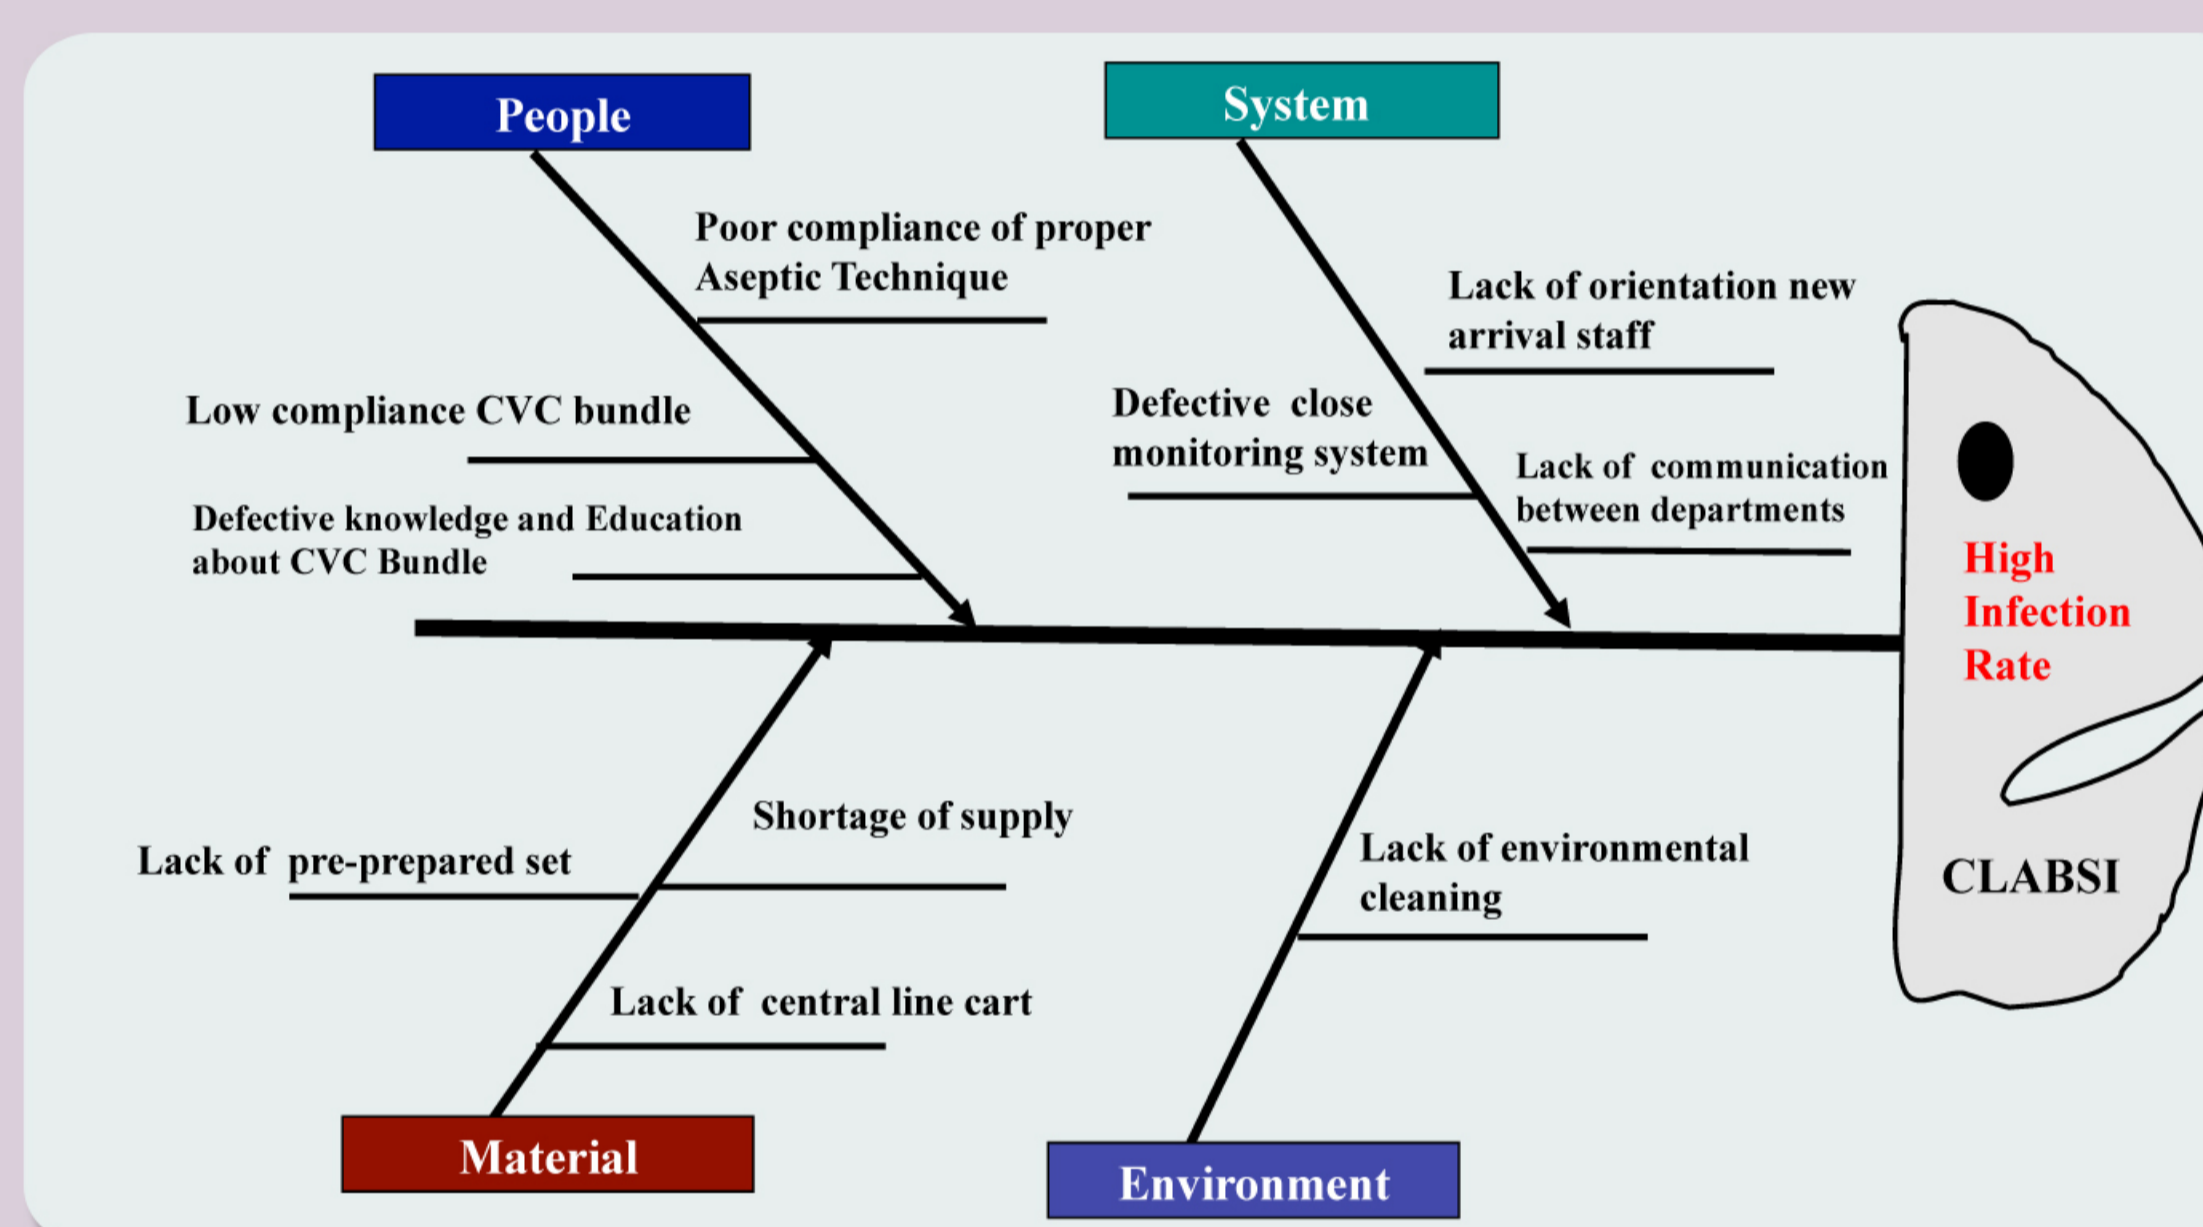 People
System
Poor compliance of proper
Aseptic Technique
Lack of orientation new
arrival staff
Low compliance CVC bundle
Defective close
monitoring system
Lack of communication
between departments
Defective knowledge and Education
about CVC Bundle
High
Infection
Rate
Shortage of supply
Lack of pre-prepared set
Lack of environmental
cleaning
CLABSI
Lack of central line cart
Material
Environment